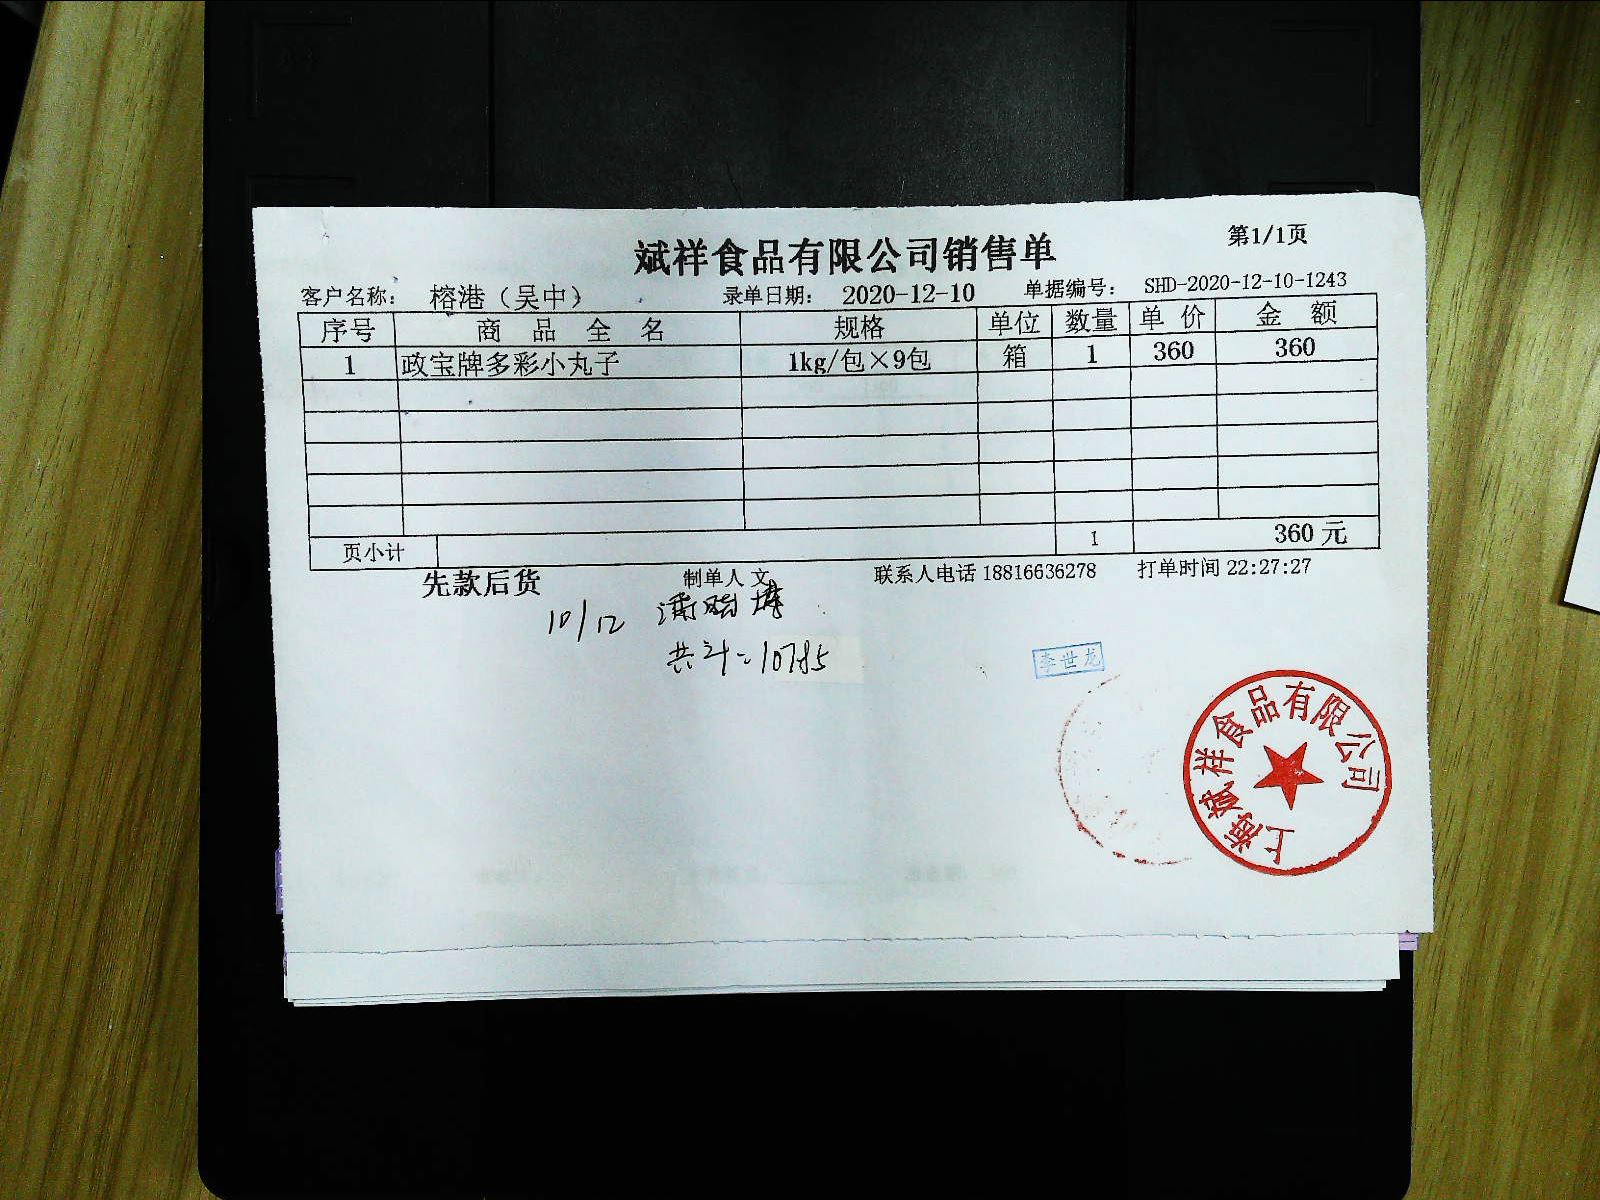 第1/1页
斌祥食品有限公司销售单
客户名称： 榕港（吴中） 录单日期： 2020-12-10 单据编号： SHD-2020-12-10-1243
序号 商品全名 规格 单位 数量 单价 金额
1 政宝牌多彩小丸子 1kg/包×9包 箱 1 360 360
页小计 1 360元
先款后货 制单人 文 联系人电话 18816636278 打单时间 22:27:27
10/12
共计：10785
李世龙
上海斌祥食品有限公司